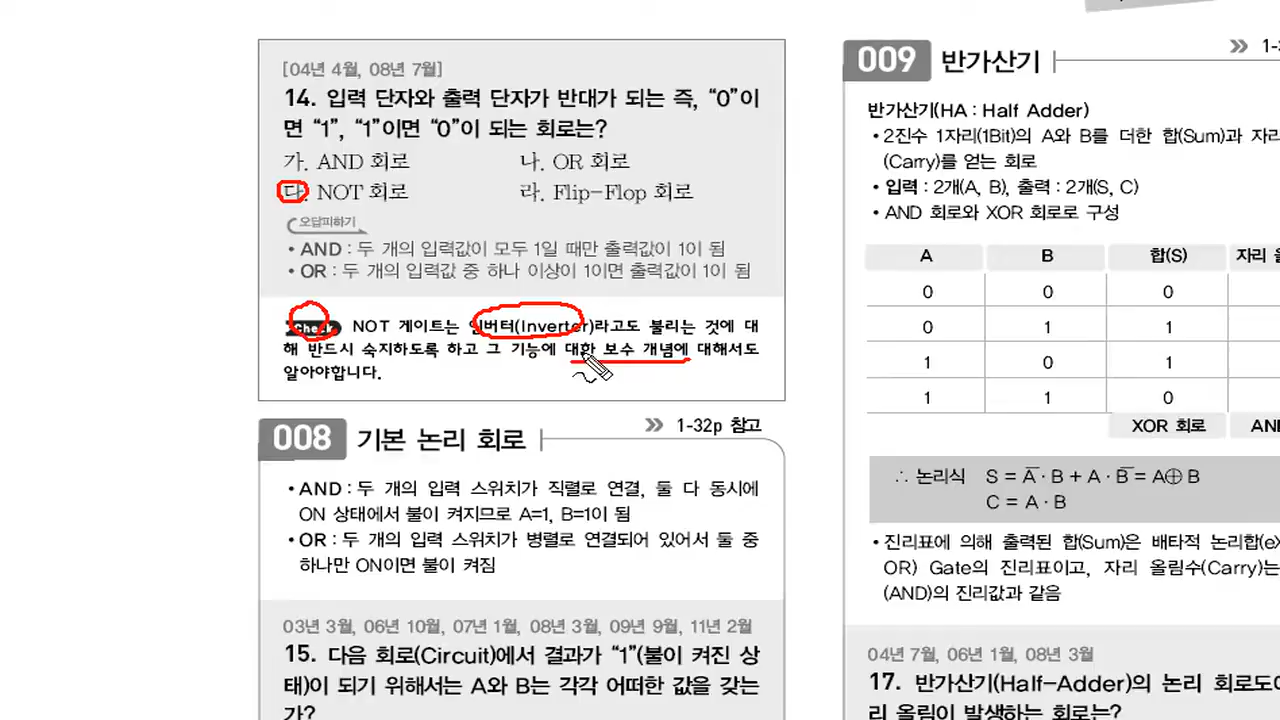 [04년 4월, 08년 7월]
14. 입력 단자와 출력 단자가 반대가 되는 즉, “0”이
면 “1”, “1”이면 “0”이 되는 회로는?
가. AND 회로
나. OR 회로
다. NOT 회로
라. Flip-Flop 회로
오답피하기
• AND : 두 개의 입력값이 모두 1일 때만 출력값이 1이 됨
• OR : 두 개의 입력값 중 하나 이상이 1이면 출력값이 1이 됨
Check NOT 게이트는 인버터(Inverter)라고도 불리는 것에 대
해 반드시 숙지하도록 하고 그 기능에 대한 보수 개념에 대해서도
알아야합니다.
008 기본 논리 회로
» 1-32p 참고
• AND : 두 개의 입력 스위치가 직렬로 연결, 둘 다 동시에
ON 상태에서 불이 켜지므로 A=1, B=1이 됨
• OR : 두 개의 입력 스위치가 병렬로 연결되어 있어서 둘 중
하나만 ON이면 불이 켜짐
03년 3월, 06년 10월, 07년 1월, 08년 3월, 09년 9월, 11년 2월
15. 다음 회로(Circuit)에서 결과가 “1”(불이 켜진 상
태)이 되기 위해서는 A와 B는 각각 어떠한 값을 갖는
가?
009 반가산기
» 1-
반가산기(HA : Half Adder)
• 2진수 1자리(1Bit)의 A와 B를 더한 합(Sum)과 자리
(Carry)를 얻는 회로
• 입력 : 2개(A, B), 출력 : 2개(S, C)
• AND 회로와 XOR 회로로 구성
A B 합(S) 자리
0 0 0
0 1 1
1 0 1
1 1 0
XOR 회로 AN
∴ 논리식 S = A̅ · B + A · B̅ = A⊕B
C = A · B
• 진리표에 의해 출력된 합(Sum)은 배타적 논리합(eX
OR) Gate의 진리표이고, 자리 올림수(Carry)는
(AND)의 진리값과 같음
04년 7월, 06년 1월, 08년 3월
17. 반가산기(Half-Adder)의 논리 회로도에
리 올림이 발생하는 회로는?